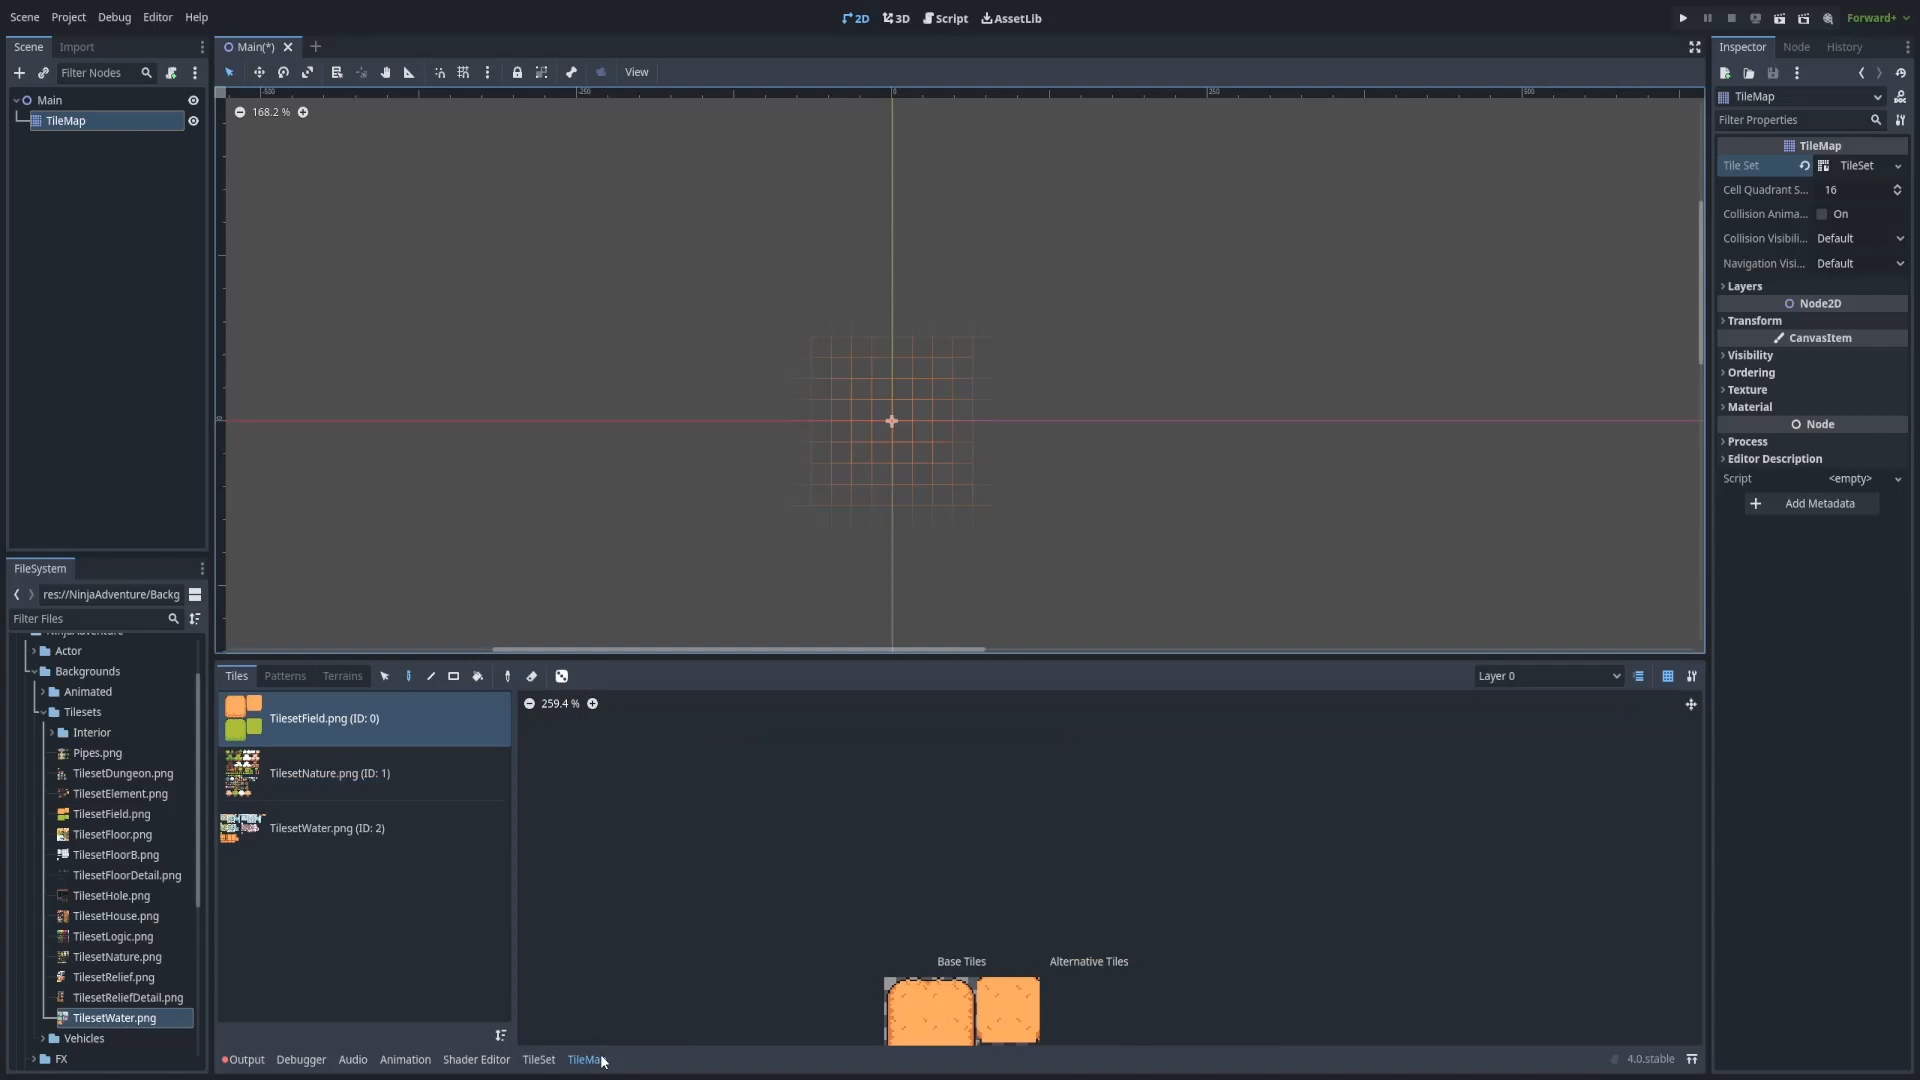 Scene Project Debug Editor Help
2D 3D Script AssetLib
Forward+
Scene Import
Filter Nodes
Main
TileMap
Main(*)
View
-500 -250 0 250 500
168.2 %
0
FileSystem
res://NinjaAdventure/Backg
Filter Files
NinjaAdventure
Actor
Backgrounds
Animated
Tilesets
Interior
Pipes.png
TilesetDungeon.png
TilesetElement.png
TilesetField.png
TilesetFloor.png
TilesetFloorB.png
TilesetFloorDetail.png
TilesetHole.png
TilesetHouse.png
TilesetLogic.png
TilesetNature.png
TilesetRelief.png
TilesetReliefDetail.png
TilesetWater.png
Vehicles
FX
Tiles Patterns Terrains
Layer 0
TilesetField.png (ID: 0)
TilesetNature.png (ID: 1)
TilesetWater.png (ID: 2)
259.4 %
Base Tiles Alternative Tiles
Output Debugger Audio Animation Shader Editor TileSet TileMap
4.0.stable
Inspector Node History
TileMap
Filter Properties
TileMap
Tile Set TileSet
Cell Quadrant S... 16
Collision Anima... On
Collision Visibili... Default
Navigation Visi... Default
Layers
Node2D
Transform
CanvasItem
Visibility
Ordering
Texture
Material
Node
Process
Editor Description
Script <empty>
Add Metadata